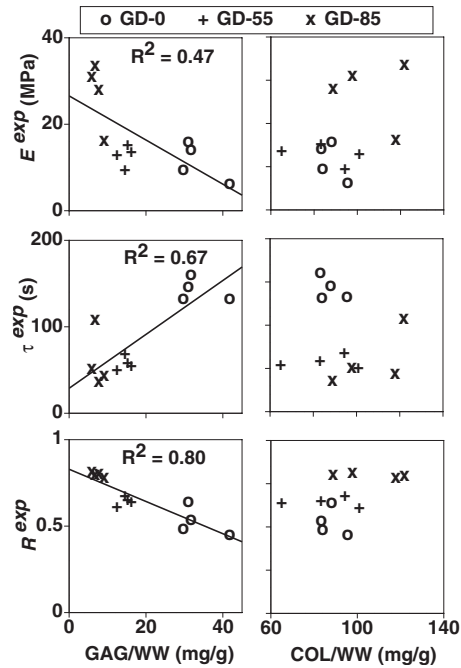 o GD-0 + GD-55 x GD-85
E exp (MPa)
40
20
0
R² = 0.47
τ exp (s)
200
100
0
R² = 0.67
R exp
1
0.5
0
R² = 0.80
0 20 40
GAG/WW (mg/g)
60 100 140
COL/WW (mg/g)